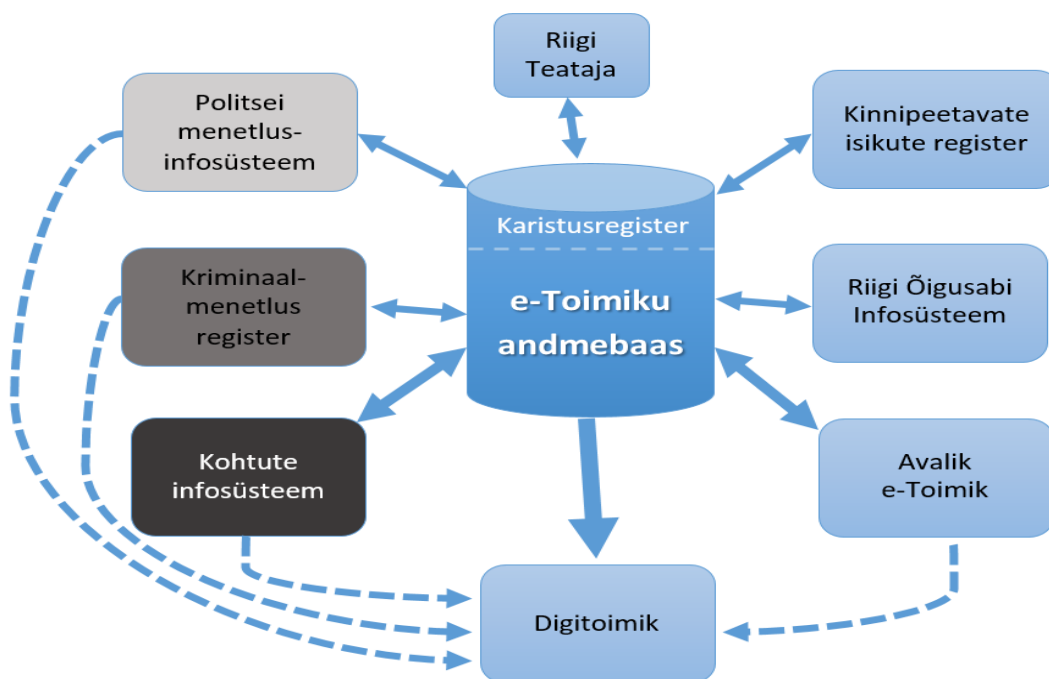 Riigi
Teataja
Politsei
menetlus-
infosüsteem
Kinnipeetavate
isikute register
Karistusregister
Kriminaal-
menetlus
register
e-Toimiku
andmebaas
Riigi Õigusabi
Infosüsteem
Kohtute
infosüsteem
Avalik
e-Toimik
Digitoimik